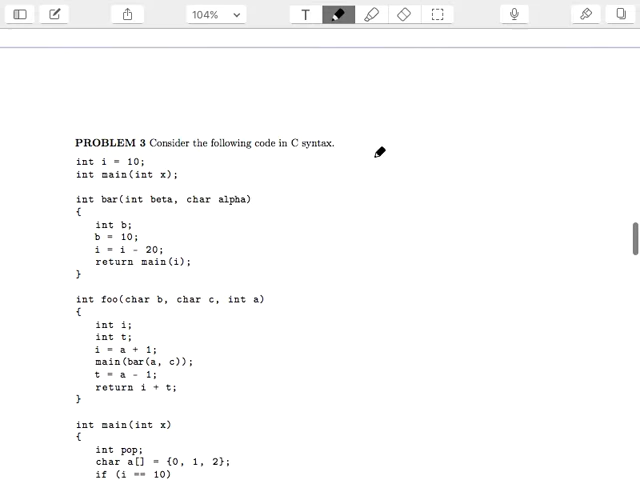 104%
T
PROBLEM 3 Consider the following code in C syntax.
int i = 10;
int main(int x);
int bar(int beta, char alpha)
{
int b;
b = 10;
i = i - 20;
return main(i);
}
int foo(char b, char c, int a)
{
int i;
int t;
i = a + 1;
main(bar(a, c));
t = a - 1;
return i + t;
}
int main(int x)
{
int pop;
char a[] = {0, 1, 2};
if (i == 10)